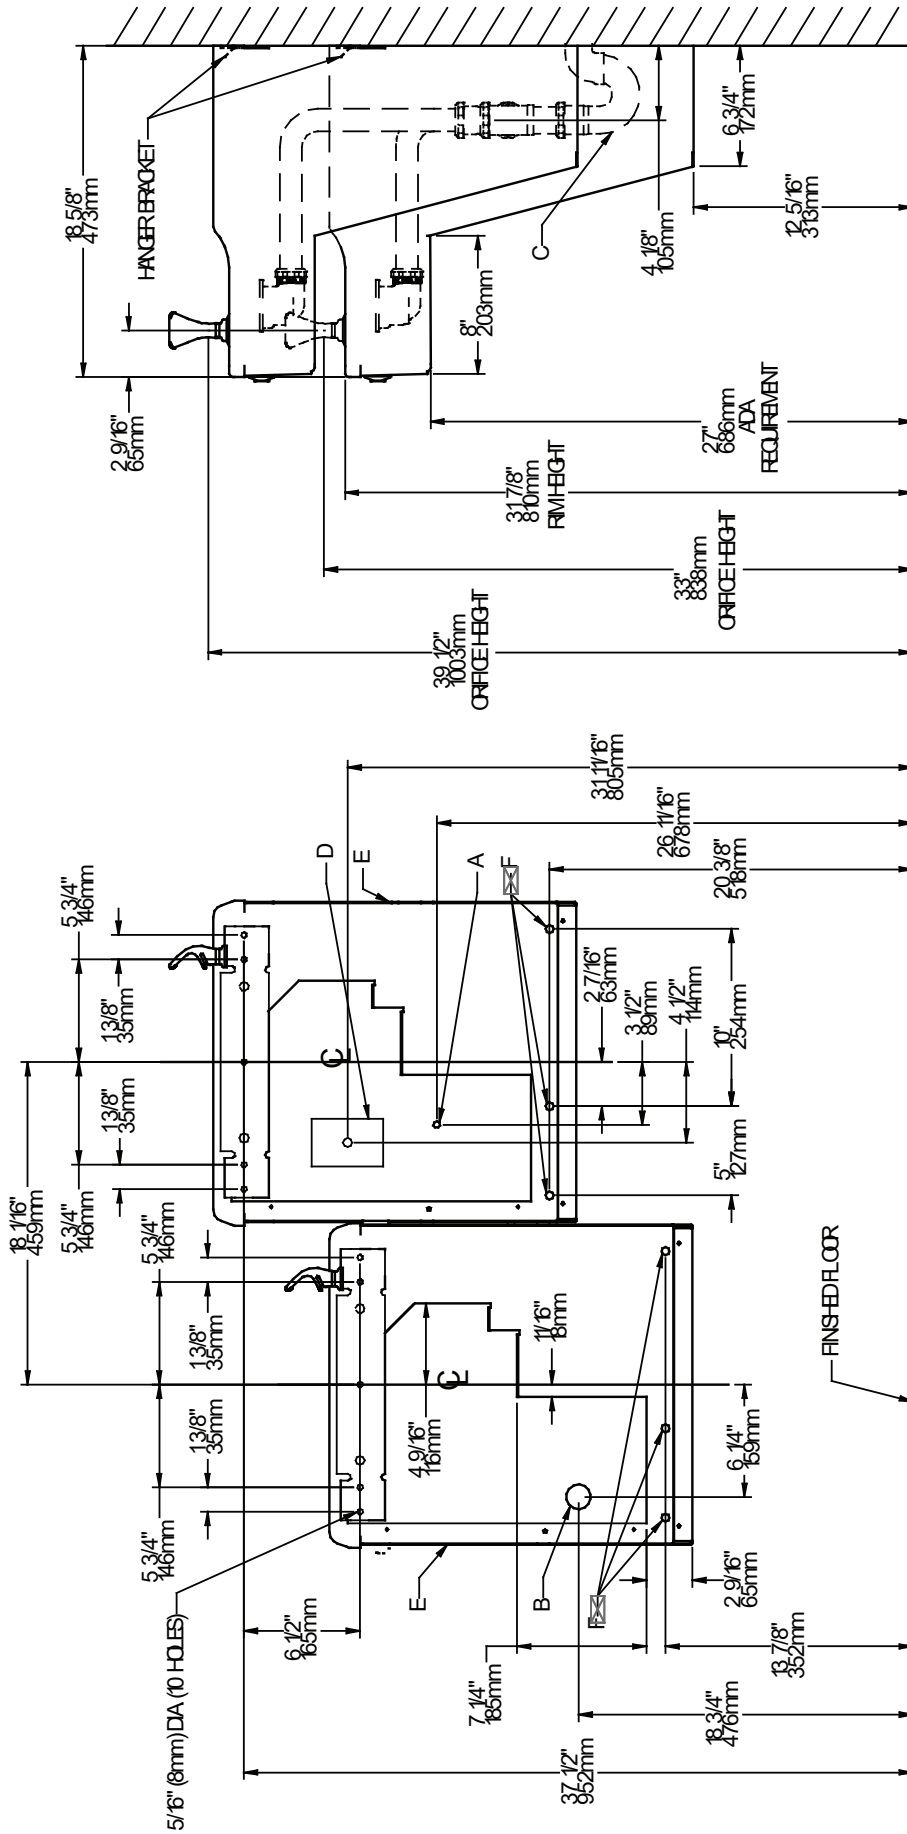 18 5/8"
473mm
HANGER BRACKET
2 9/16"
65mm
C
6 3/4"
172mm
4 1/8"
105mm
12 5/16"
313mm
8"
203mm
27"
686mm
ADA
REQUIREMENT
31 7/8"
810mm
RIM HEIGHT
33"
838mm
ORIFICE HEIGHT
39 1/2"
1003mm
ORIFICE HEIGHT
31 11/16"
805mm
26 11/16"
678mm
20 3/8"
518mm
D
E
A
F
5 3/4"
146mm
1 3/8"
35mm
18 1/16"
459mm
1 3/8"
35mm
5 3/4"
146mm
CL
2 7/16"
63mm
3 1/2"
89mm
4 1/2"
114mm
10"
254mm
5"
127mm
5 3/4"
146mm
1 3/8"
35mm
1 3/8"
35mm
5 3/4"
146mm
5/16" (8mm) DIA (10 HOLES)
CL
4 9/16"
116mm
11/16"
18mm
6 1/4"
159mm
6 1/2"
165mm
E
B
F
7 1/4"
185mm
2 9/16"
65mm
13 7/8"
352mm
18 3/4"
476mm
37 1/2"
952mm
FINISHED FLOOR